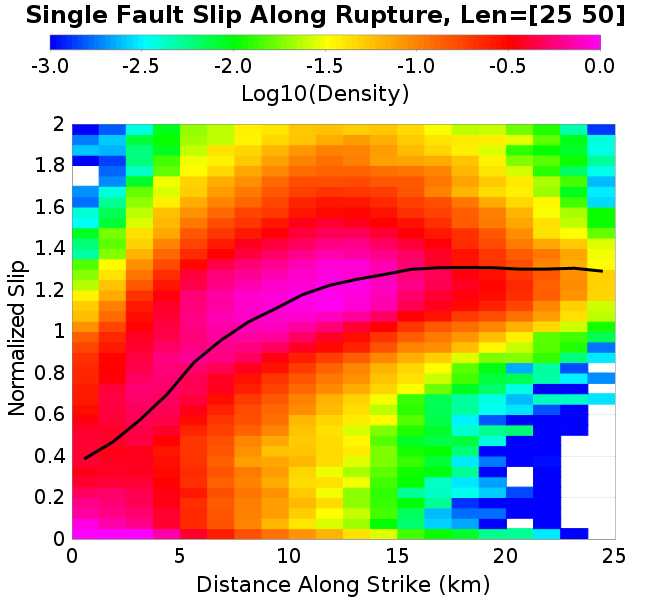 Single Fault Slip Along Rupture, Len=[25 50]
-3.0 -2.5 -2.0 -1.5 -1.0 -0.5 0.0
Log10(Density)
Normalized Slip
2
1.8
1.6
1.4
1.2
1
0.8
0.6
0.4
0.2
0
0 5 10 15 20 25
Distance Along Strike (km)